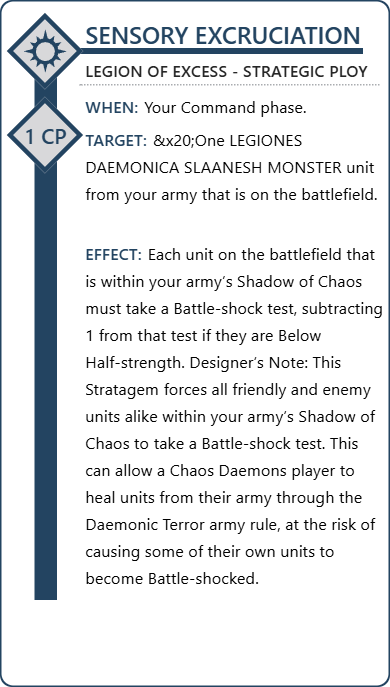 SENSORY EXCRUCIATION
LEGION OF EXCESS - STRATEGIC PLOY
WHEN: Your Command phase.
1 CP
TARGET: &x20;One LEGIONES
DAEMONICA SLAANESH MONSTER unit
from your army that is on the battlefield.
EFFECT: Each unit on the battlefield that
is within your army’s Shadow of Chaos
must take a Battle-shock test, subtracting
1 from that test if they are Below
Half-strength. Designer’s Note: This
Stratagem forces all friendly and enemy
units alike within your army’s Shadow of
Chaos to take a Battle-shock test. This
can allow a Chaos Daemons player to
heal units from their army through the
Daemonic Terror army rule, at the risk of
causing some of their own units to
become Battle-shocked.